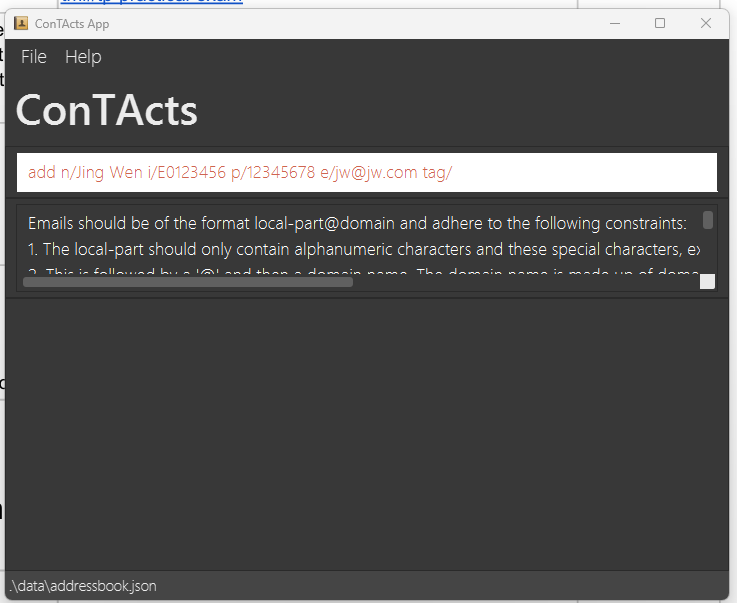 ConTActs App
File Help
ConTActs
add n/Jing Wen i/E0123456 p/12345678 e/jw@jw.com tag/
Emails should be of the format local-part@domain and adhere to the following constraints:
1. The local-part should only contain alphanumeric characters and these special characters, ex
2. This is followed by a '@' and then a domain name. The domain name is made up of doma
.\data\addressbook.json